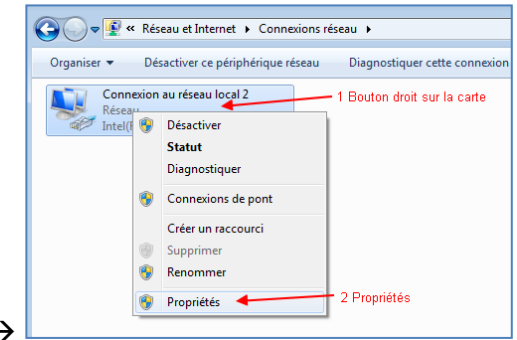 « Réseau et Internet ▸ Connexions réseau ▸
Organiser ▾ Désactiver ce périphérique réseau Diagnostiquer cette connexion
Connexion au réseau local 2
1 Bouton droit sur la carte
Réseau
Intel(
Désactiver
Statut
Diagnostiquer
Connexions de pont
Créer un raccourci
Supprimer
Renommer
Propriétés
2 Propriétés
→